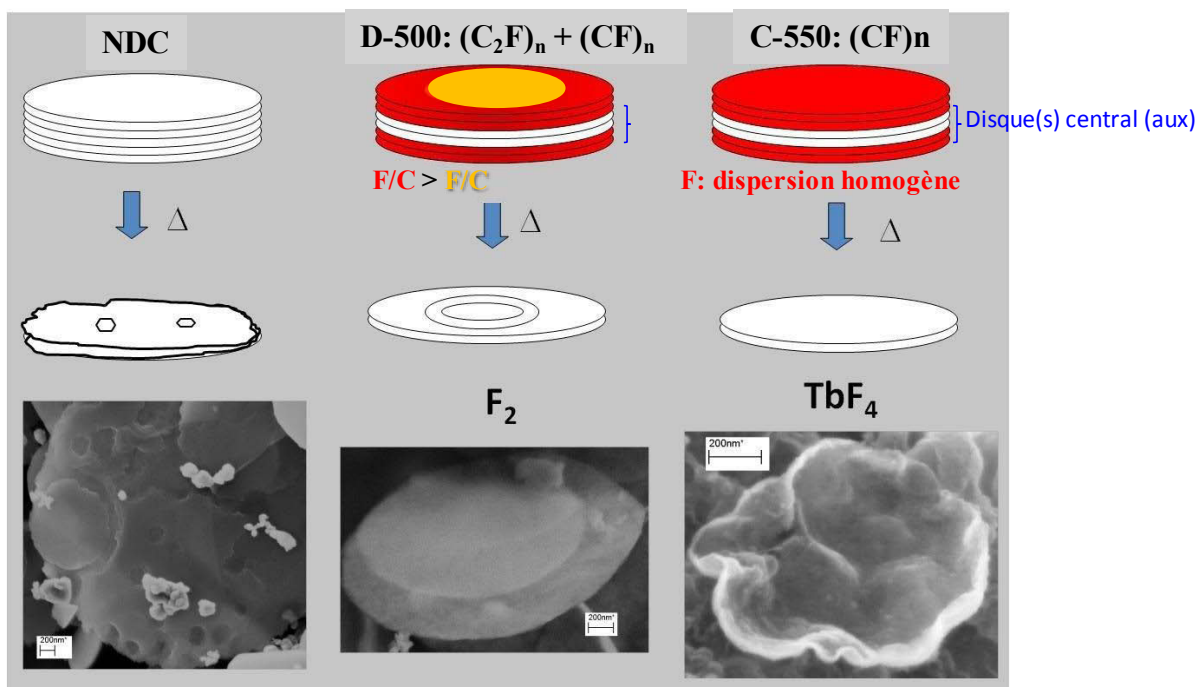 NDC
D-500: (C₂F)ₙ + (CF)ₙ
C-550: (CF)n
Disque(s) central (aux)
F/C > F/C
F: dispersion homogène
Δ
Δ
Δ
F₂
TbF₄
200nm*
200nm*
200nm*